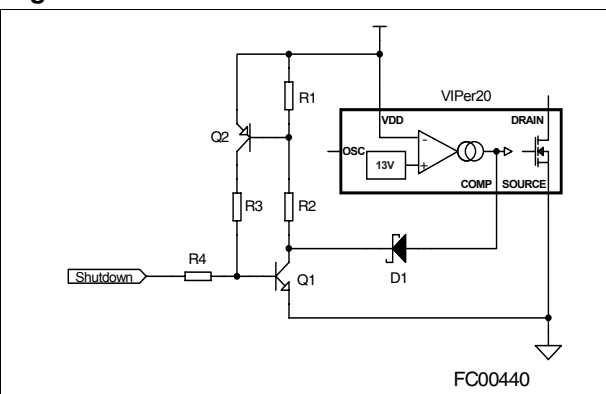 R1
VIPer20
VDD
DRAIN
Q2
-
OSC
13V
+
COMP SOURCE
R3
R2
R4
D1
Shutdown
Q1
FC00440